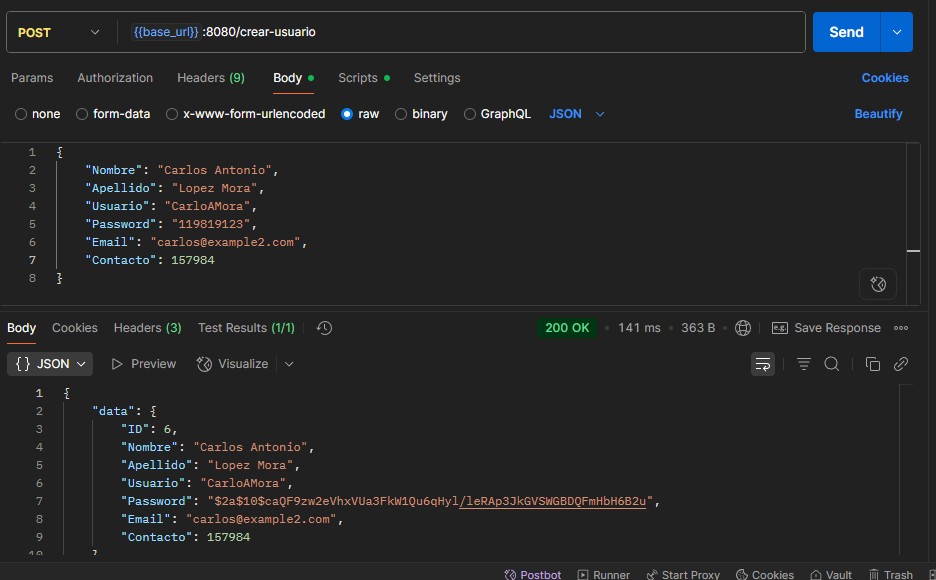 POST {{base_url}} :8080/crear-usuario Send
Params Authorization Headers (9) Body Scripts Settings Cookies
none form-data x-www-form-urlencoded raw binary GraphQL JSON Beautify
1 {
2 "Nombre": "Carlos Antonio",
3 "Apellido": "Lopez Mora",
4 "Usuario": "CarloAMora",
5 "Password": "119819123",
6 "Email": "carlos@example2.com",
7 "Contacto": 157984
8 }
Body Cookies Headers (3) Test Results (1/1) 200 OK 141 ms 363 B e.g. Save Response
{} JSON Preview Visualize
1 {
2 "data": {
3 "ID": 6,
4 "Nombre": "Carlos Antonio",
5 "Apellido": "Lopez Mora",
6 "Usuario": "CarloAMora",
7 "Password": "$2a$10$caQF9zw2eVhxVUa3FkW1Qu6qHyl/leRAp3JkGVSWGBDQFmHbH6B2u",
8 "Email": "carlos@example2.com",
9 "Contacto": 157984
10 }
Postbot Runner Start Proxy Cookies Vault Trash